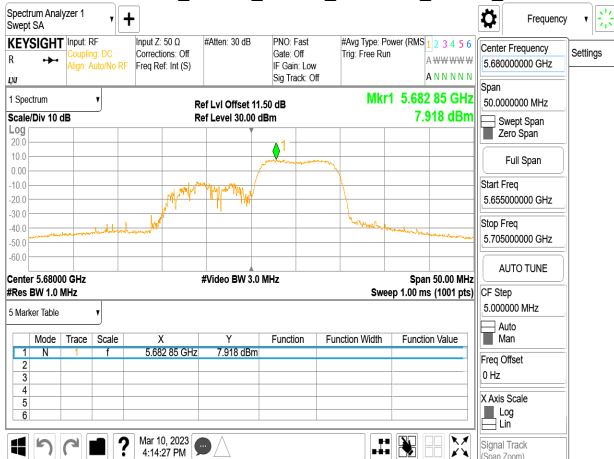 Spectrum Analyzer 1
Swept SA
+
Frequency
KEYSIGHT
R
LXI
Input: RF
Coupling: DC
Align: Auto/No RF
Input Z: 50 Ω
Corrections: Off
Freq Ref: Int (S)
#Atten: 30 dB
PNO: Fast
Gate: Off
IF Gain: Low
Sig Track: Off
#Avg Type: Power (RMS
Trig: Free Run
1 2 3 4 5 6
A W W W W W
A N N N N N
Center Frequency
5.680000000 GHz
Settings
Span
50.0000000 MHz
Swept Span
Zero Span
Full Span
Start Freq
5.655000000 GHz
Stop Freq
5.705000000 GHz
AUTO TUNE
CF Step
5.000000 MHz
Auto
Man
Freq Offset
0 Hz
X Axis Scale
Log
Lin
Signal Track
(Span Zoom)
1 Spectrum
Scale/Div 10 dB
Ref Lvl Offset 11.50 dB
Ref Level 30.00 dBm
Mkr1 5.682 85 GHz
7.918 dBm
Log
20.0
10.0
0.00
-10.0
-20.0
-30.0
-40.0
-50.0
-60.0
1
Center 5.68000 GHz
#Res BW 1.0 MHz
#Video BW 3.0 MHz
Span 50.00 MHz
Sweep 1.00 ms (1001 pts)
5 Marker Table
Mode Trace Scale X Y Function Function Width Function Value
1 N 1 f 5.682 85 GHz 7.918 dBm
2
3
4
5
6
?
Mar 10, 2023
4:14:27 PM